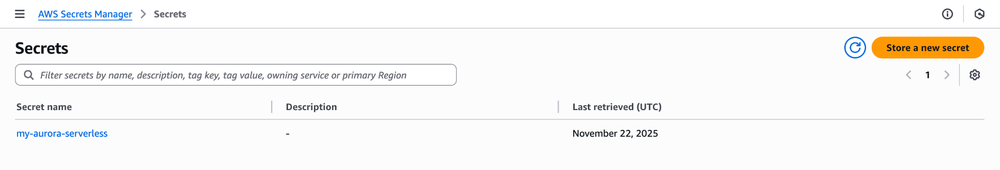 AWS Secrets Manager > Secrets
Secrets
Store a new secret
Filter secrets by name, description, tag key, tag value, owning service or primary Region
1
Secret name Description Last retrieved (UTC)
my-aurora-serverless - November 22, 2025